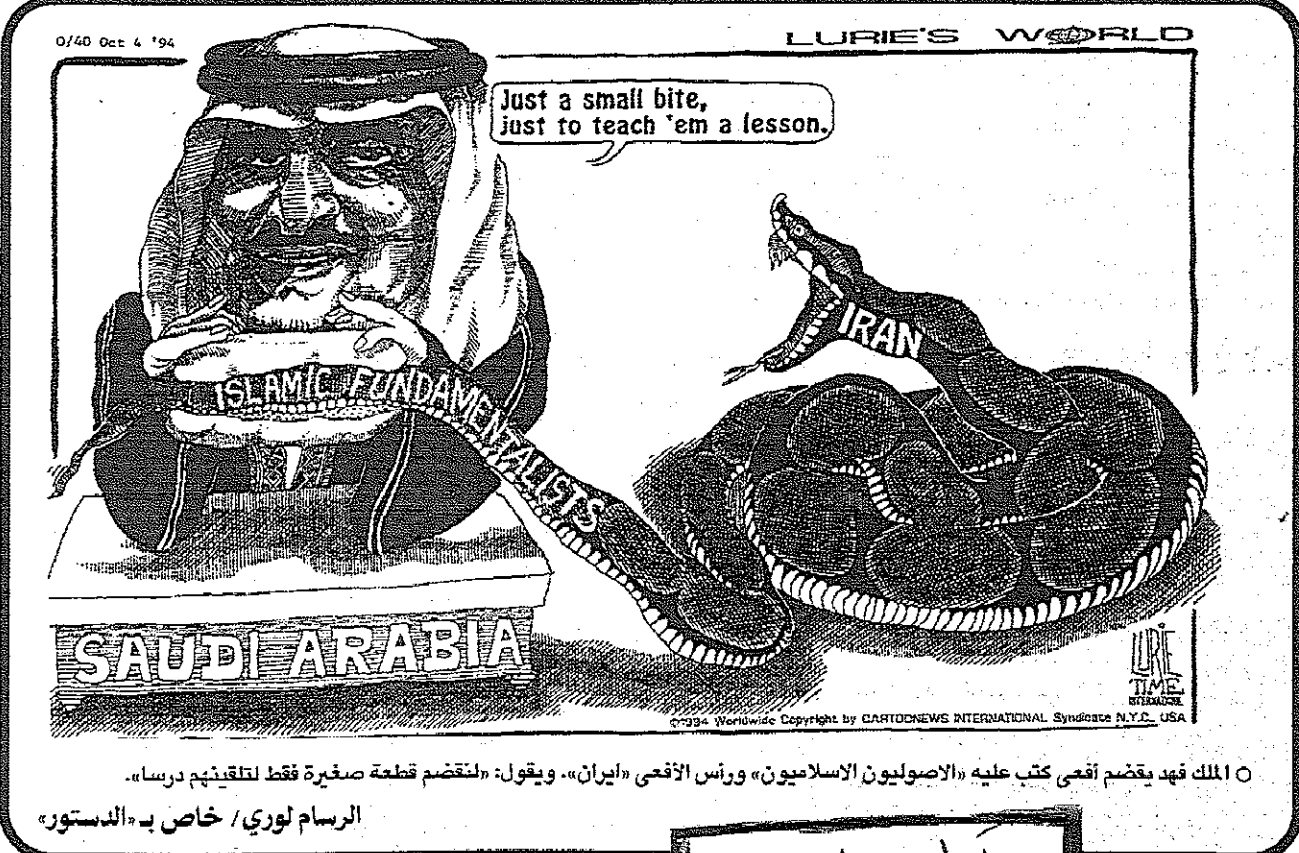 0/40 Oct 4 '94
LURIE'S WORLD
Just a small bite,
just to teach 'em a lesson.
IRAN
ISLAMIC FUNDAMENTALISTS
SAUDI ARABIA
LURIE
TIME
INTERNATIONAL
©1994 Worldwide Copyright by CARTOONEWS INTERNATIONAL Syndicate N.Y.C., USA
الملك فهد يقضم أفعى كتب عليه «الاصوليون الاسلاميون» ورأس الأفعى «ايران». ويقول: «لنقضم قطعة صغيرة فقط لتلقينهم درسا».
الرسام لوري/ خاص بـ «الدستور»